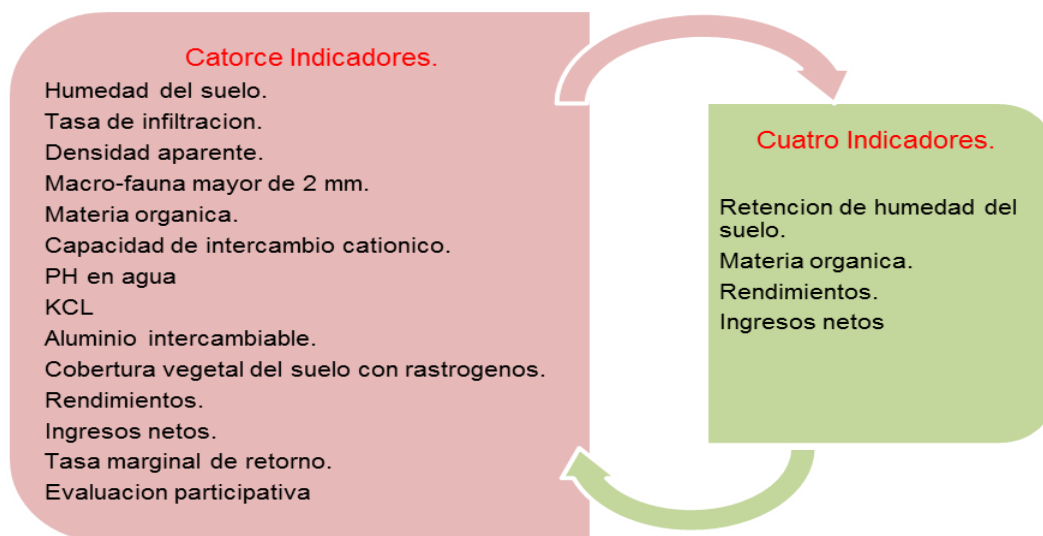 Catorce Indicadores.
Humedad del suelo.
Tasa de infiltracion.
Densidad aparente.
Macro-fauna mayor de 2 mm.
Materia organica.
Capacidad de intercambio cationico.
PH en agua
KCL
Aluminio intercambiable.
Cobertura vegetal del suelo con rastrogenos.
Rendimientos.
Ingresos netos.
Tasa marginal de retorno.
Evaluacion participativa
Cuatro Indicadores.
Retencion de humedad del
suelo.
Materia organica.
Rendimientos.
Ingresos netos